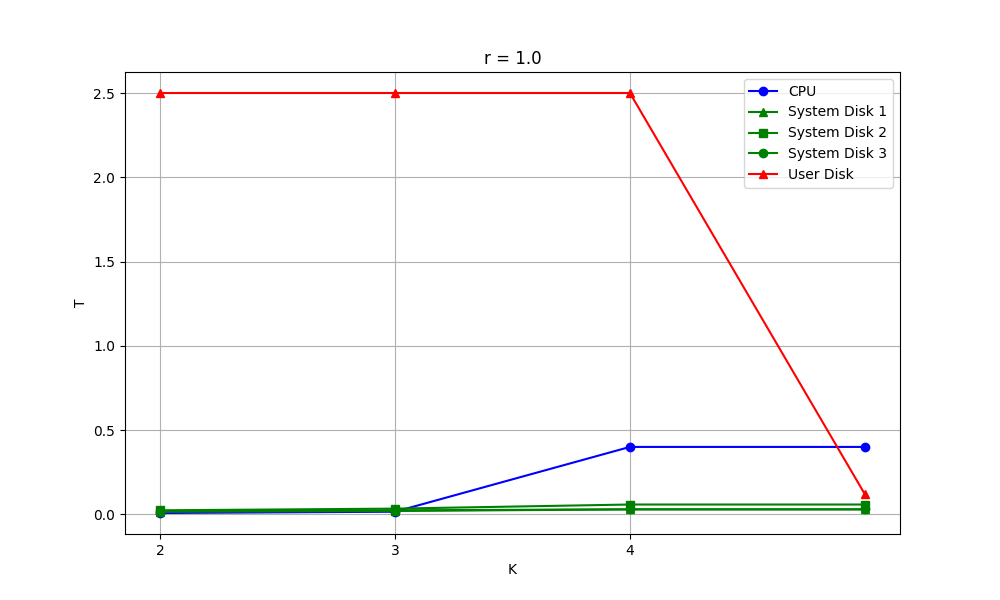 r = 1.0
CPU
System Disk 1
System Disk 2
System Disk 3
User Disk
2.5
2.0
1.5
1.0
0.5
0.0
T
2 3 4
K